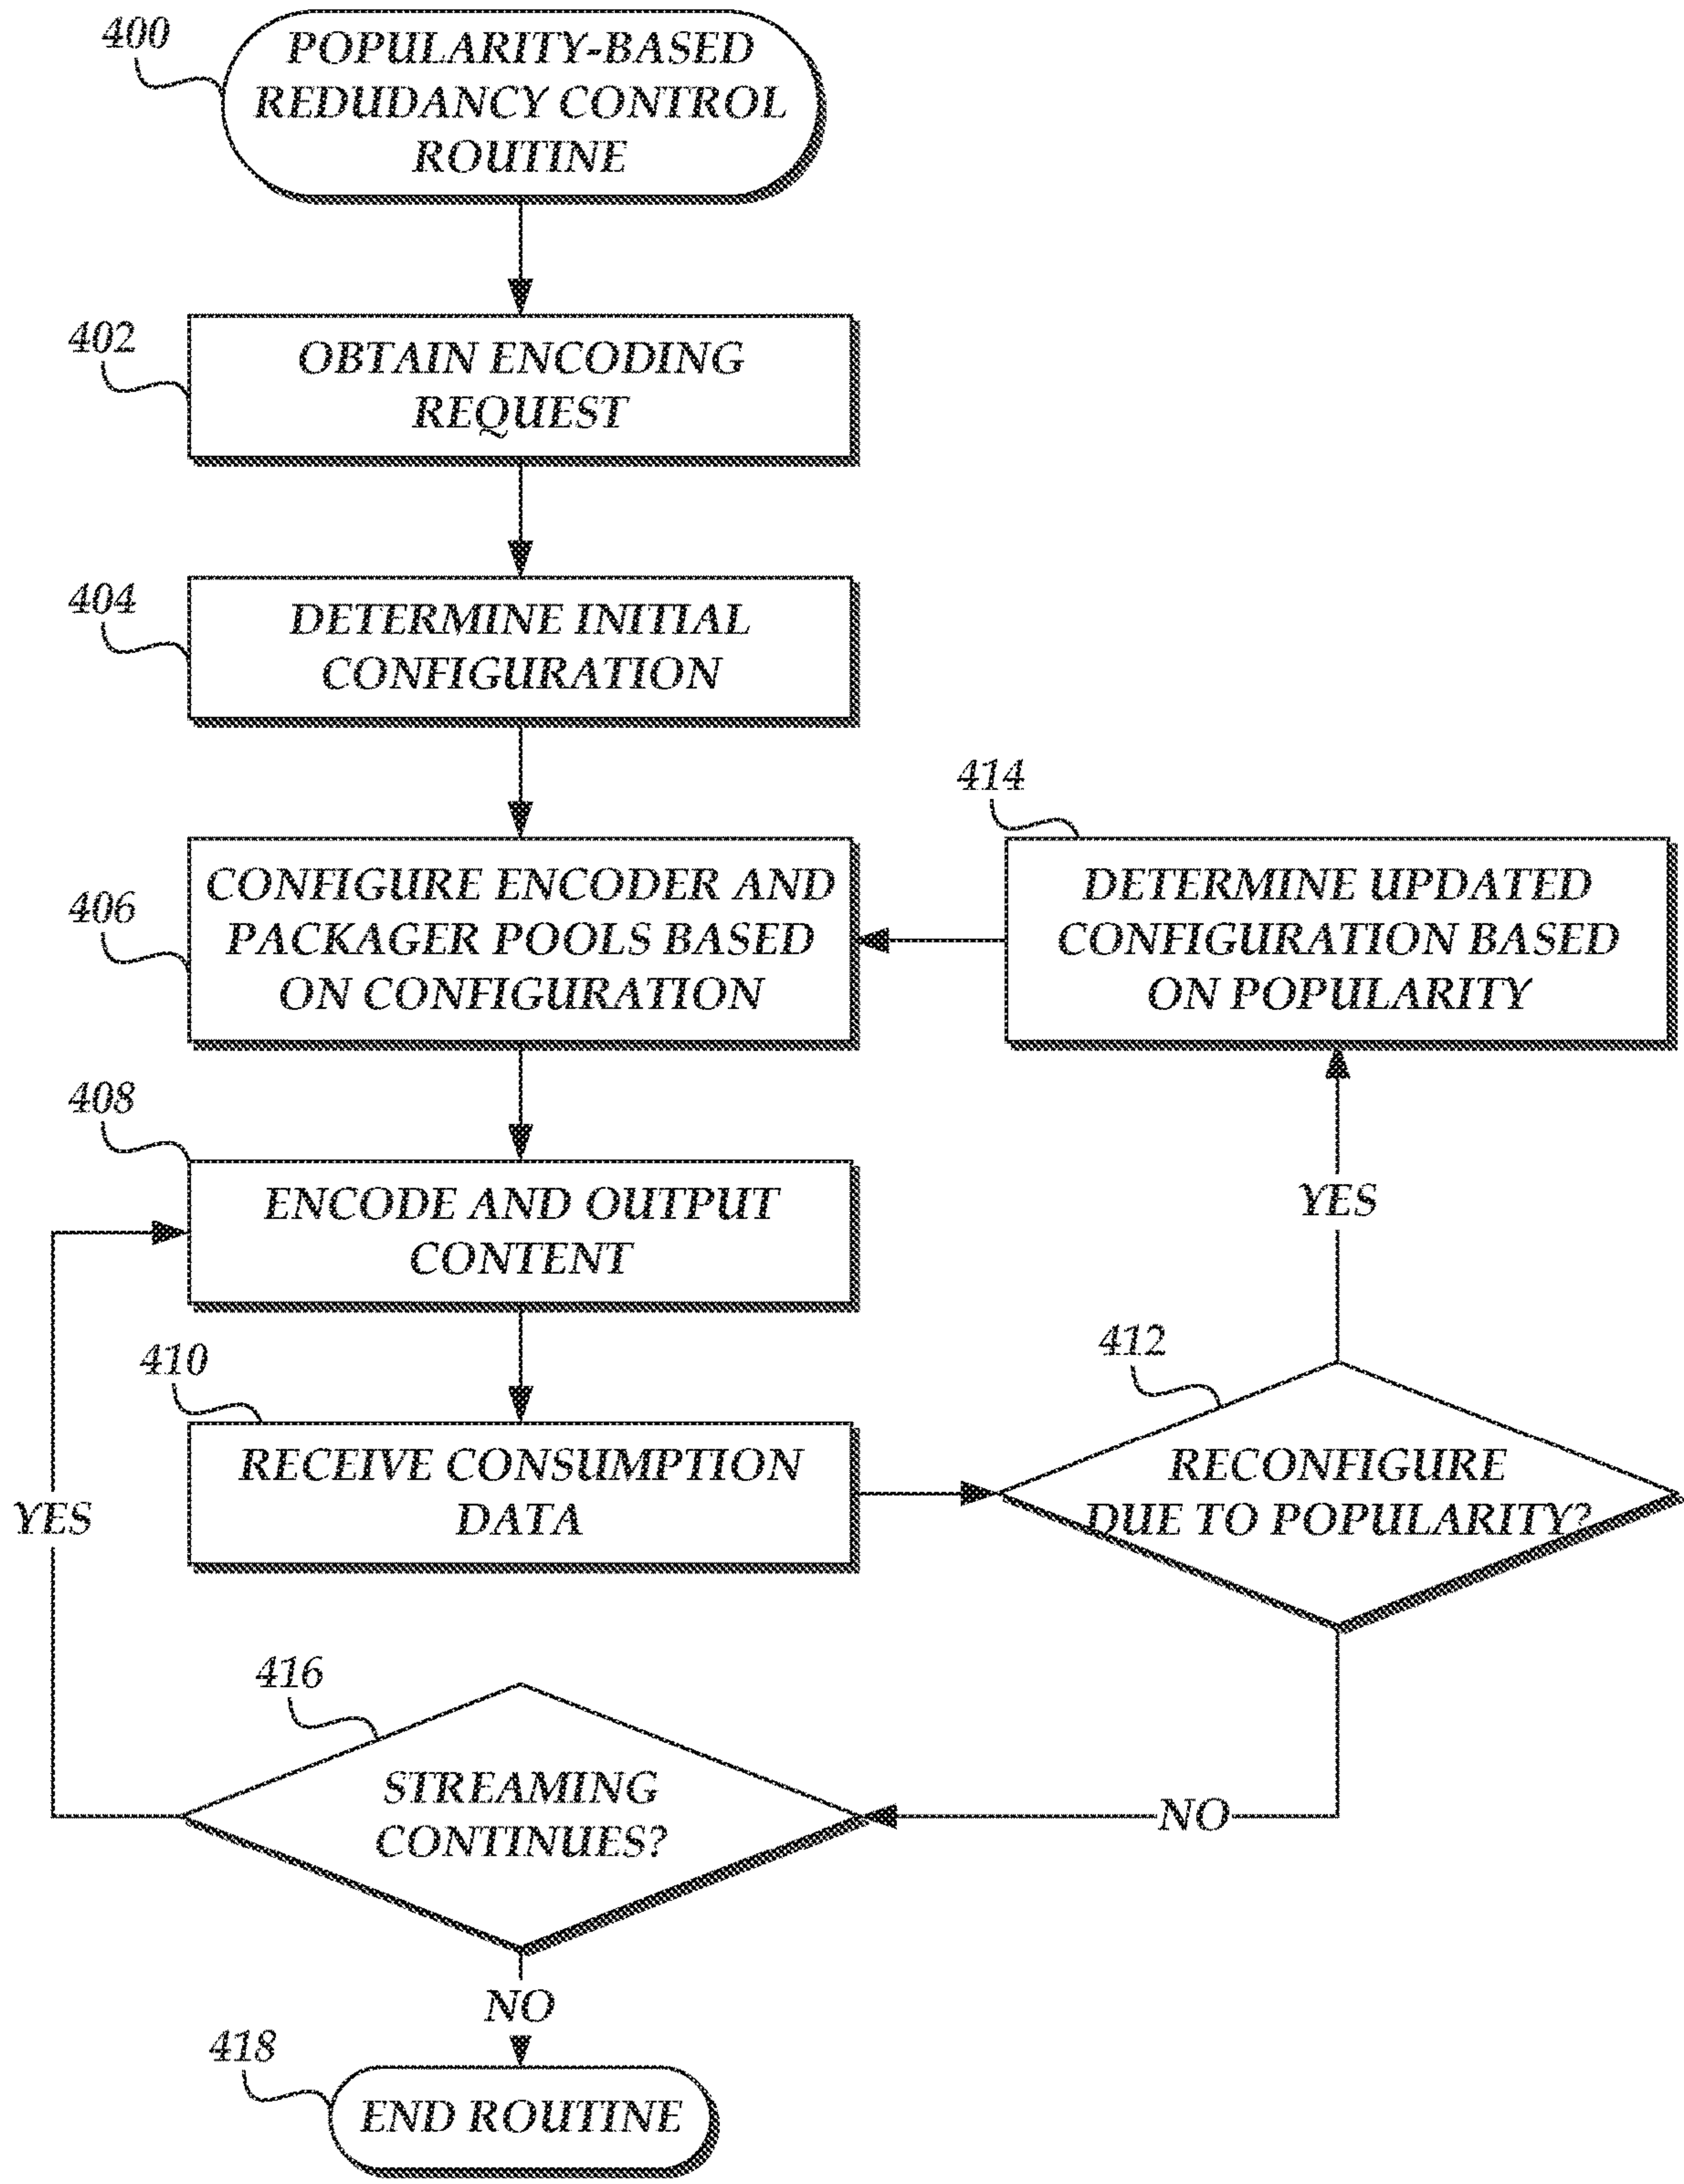 400
POPULARITY-BASED
REDUDANCY CONTROL
ROUTINE
402
OBTAIN ENCODING
REQUEST
404
DETERMINE INITIAL
CONFIGURATION
406
CONFIGURE ENCODER AND
PACKAGER POOLS BASED
ON CONFIGURATION
414
DETERMINE UPDATED
CONFIGURATION BASED
ON POPULARITY
408
ENCODE AND OUTPUT
CONTENT
YES
410
RECEIVE CONSUMPTION
DATA
412
RECONFIGURE
DUE TO POPULARITY?
YES
416
STREAMING
CONTINUES?
NO
NO
418
END ROUTINE